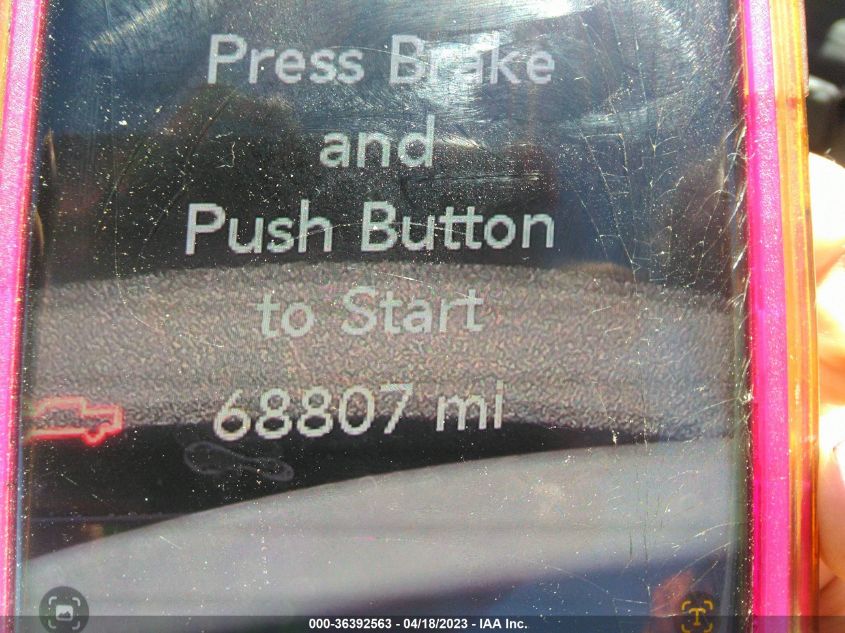 Press Brake
and
Push Button
to Start
68807 mi
T
000-36392563 - 04/18/2023 - IAA Inc.